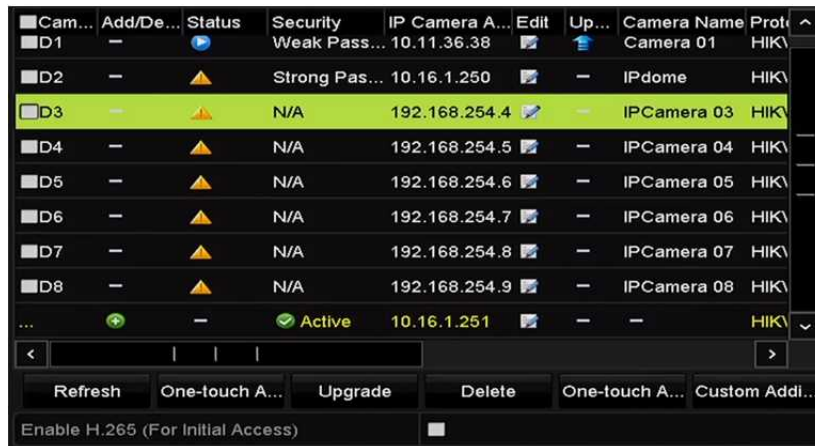 Cam... Add/De... Status Security IP Camera A... Edit Up... Camera Name Prot
D1 – Weak Pass... 10.11.36.38 Camera 01 HIK
D2 – Strong Pas... 10.16.1.250 – IPdome HIK
D3 – N/A 192.168.254.4 – IPCamera 03 HIK
D4 – N/A 192.168.254.5 – IPCamera 04 HIK
D5 – N/A 192.168.254.6 – IPCamera 05 HIK
D6 – N/A 192.168.254.7 – IPCamera 06 HIK
D7 – N/A 192.168.254.8 – IPCamera 07 HIK
D8 – N/A 192.168.254.9 – IPCamera 08 HIK
... – Active 10.16.1.251 – – HIK
Refresh One-touch A... Upgrade Delete One-touch A... Custom Addi...
Enable H.265 (For Initial Access)